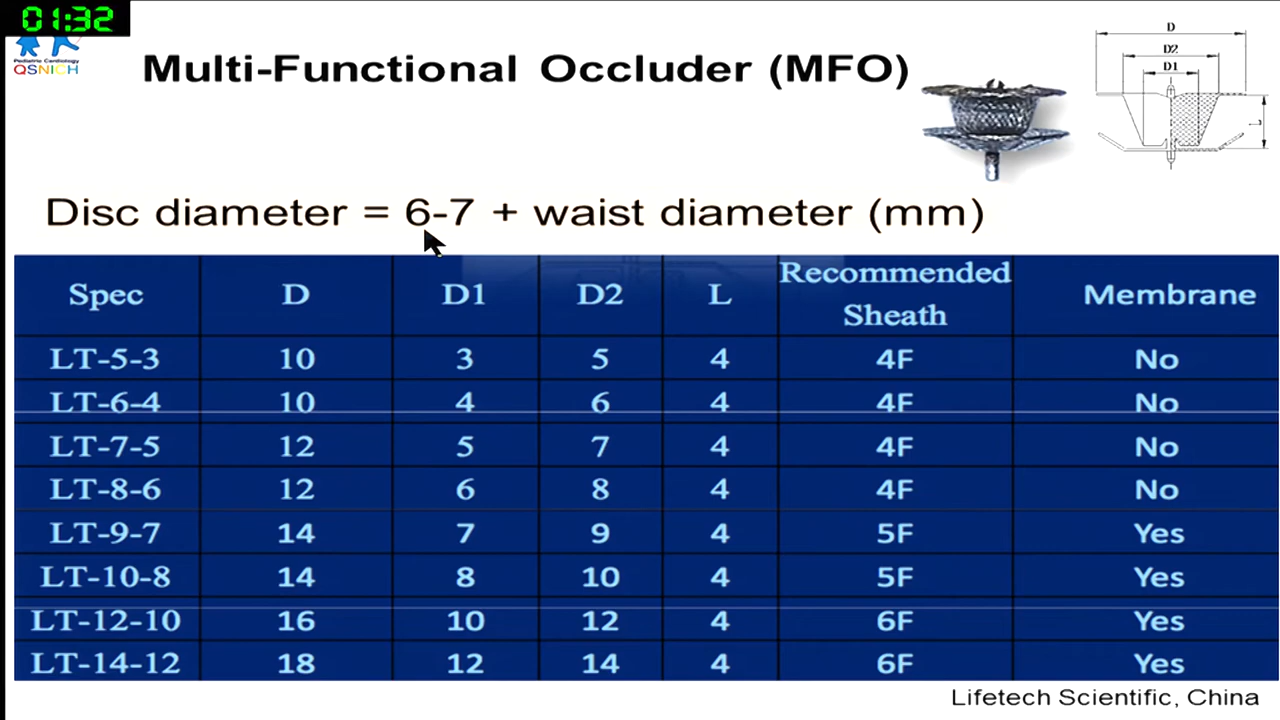 01:32
Pediatric Cardiology
QSNICH
Multi-Functional Occluder (MFO)
D
D2
D1
L
Disc diameter = 6-7 + waist diameter (mm)
Spec D D1 D2 L Recommended Sheath Membrane
LT-5-3 10 3 5 4 4F No
LT-6-4 10 4 6 4 4F No
LT-7-5 12 5 7 4 4F No
LT-8-6 12 6 8 4 4F No
LT-9-7 14 7 9 4 5F Yes
LT-10-8 14 8 10 4 5F Yes
LT-12-10 16 10 12 4 6F Yes
LT-14-12 18 12 14 4 6F Yes
Lifetech Scientific, China